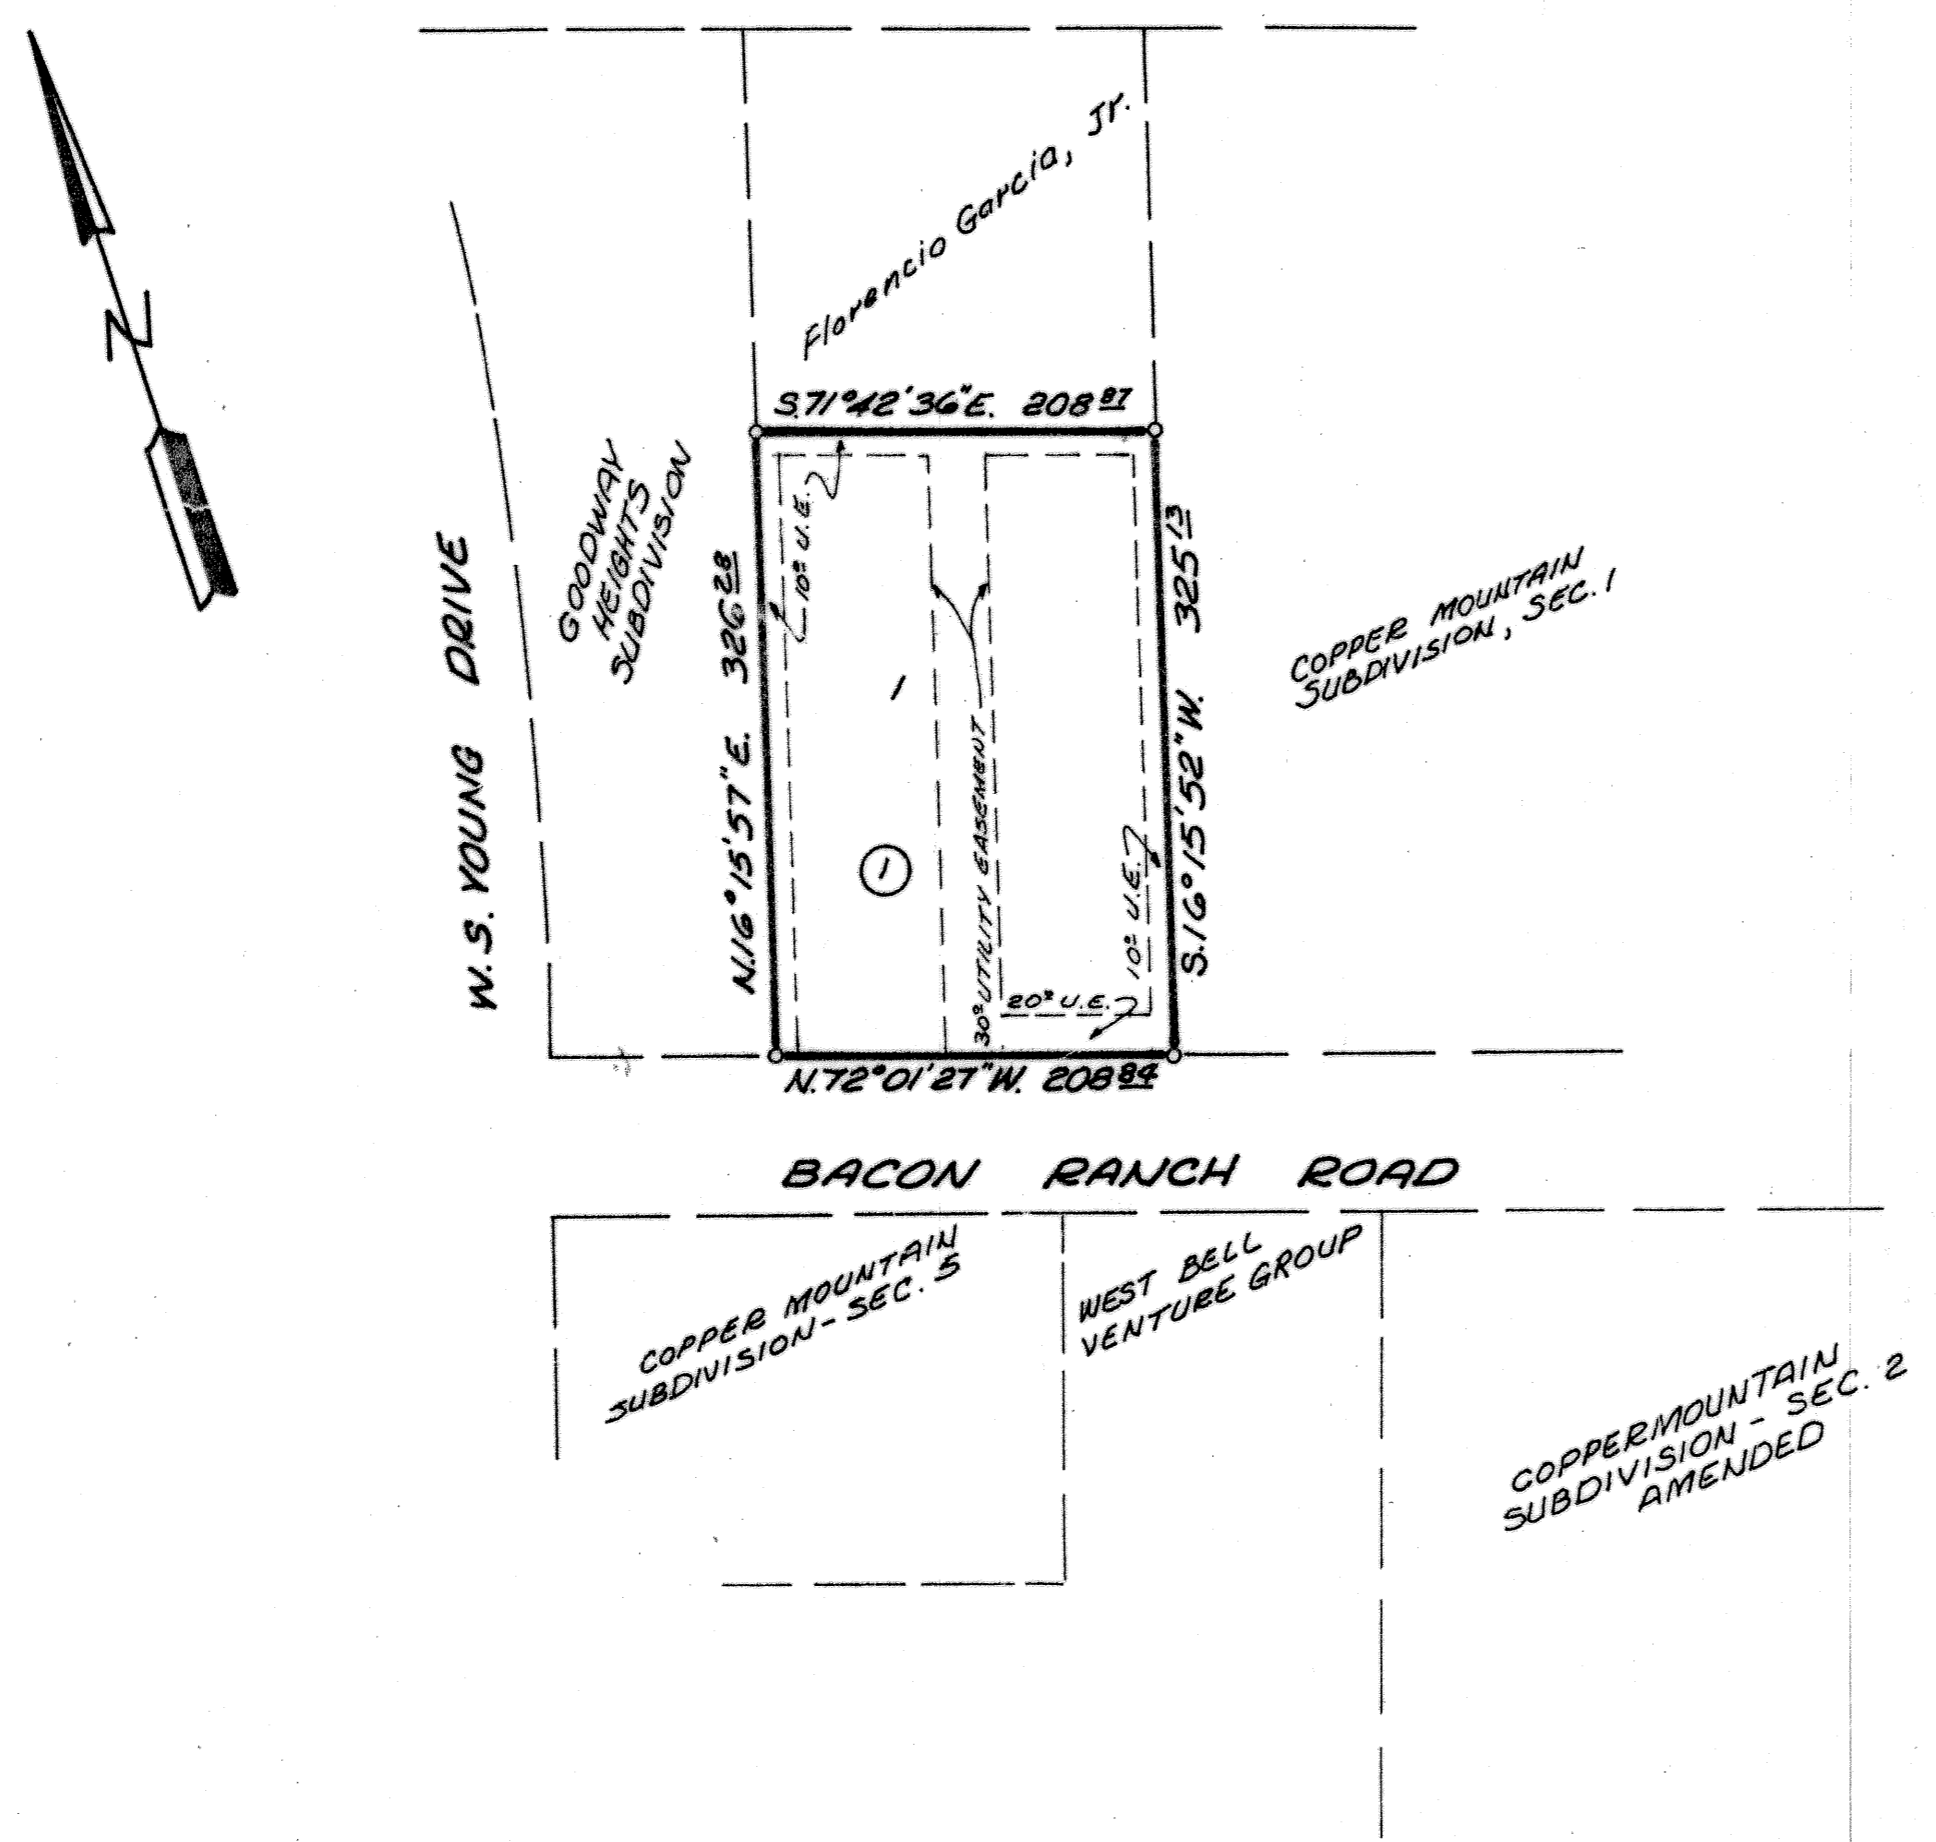 N
Florencio Garcia, Jr.
S.71°42'36"E. 208 87
GOODWAY
HEIGHTS
SUBDIVISION
W. S. YOUNG DRIVE
N.16°15'57"E. 326 28
10° U.E.
1
1
30° UTILITY EASEMENT
20° U.E.
10° U.E.
S.16°15'52"W. 325 13
COPPER MOUNTAIN
SUBDIVISION, SEC. 1
N.72°01'27"W. 208 84
BACON RANCH ROAD
COPPER MOUNTAIN
SUBDIVISION - SEC. 5
WEST BELL
VENTURE GROUP
COPPERMOUNTAIN
SUBDIVISION - SEC. 2
AMENDED